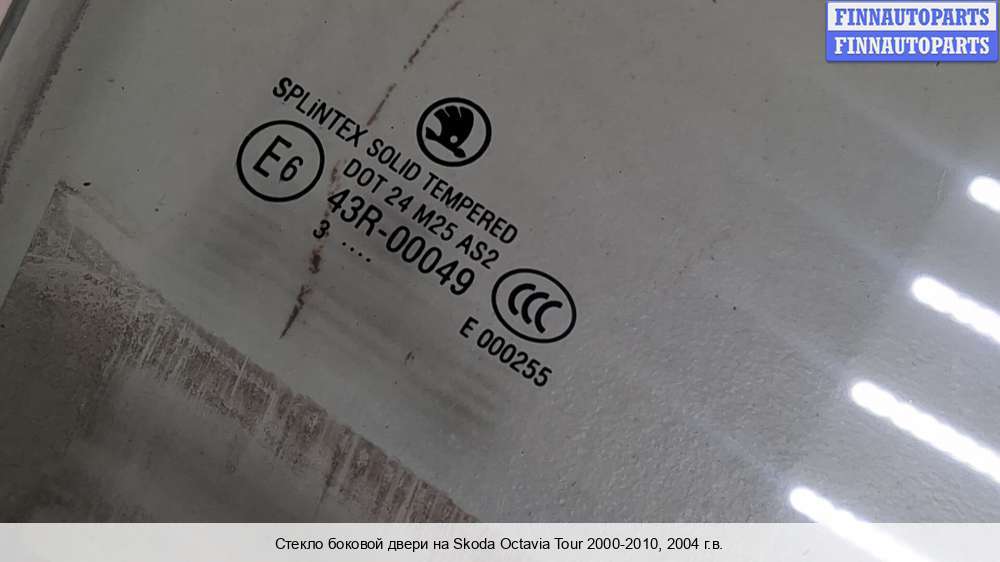 FINNAUTOPARTS
FINNAUTOPARTS
SPLiNTEX SOLID TEMPERED
E6
DOT 24 M25 AS2
43R-00049
3 ....
CCC
E 000255
Стекло боковой двери на Skoda Octavia Tour 2000-2010, 2004 г.в.